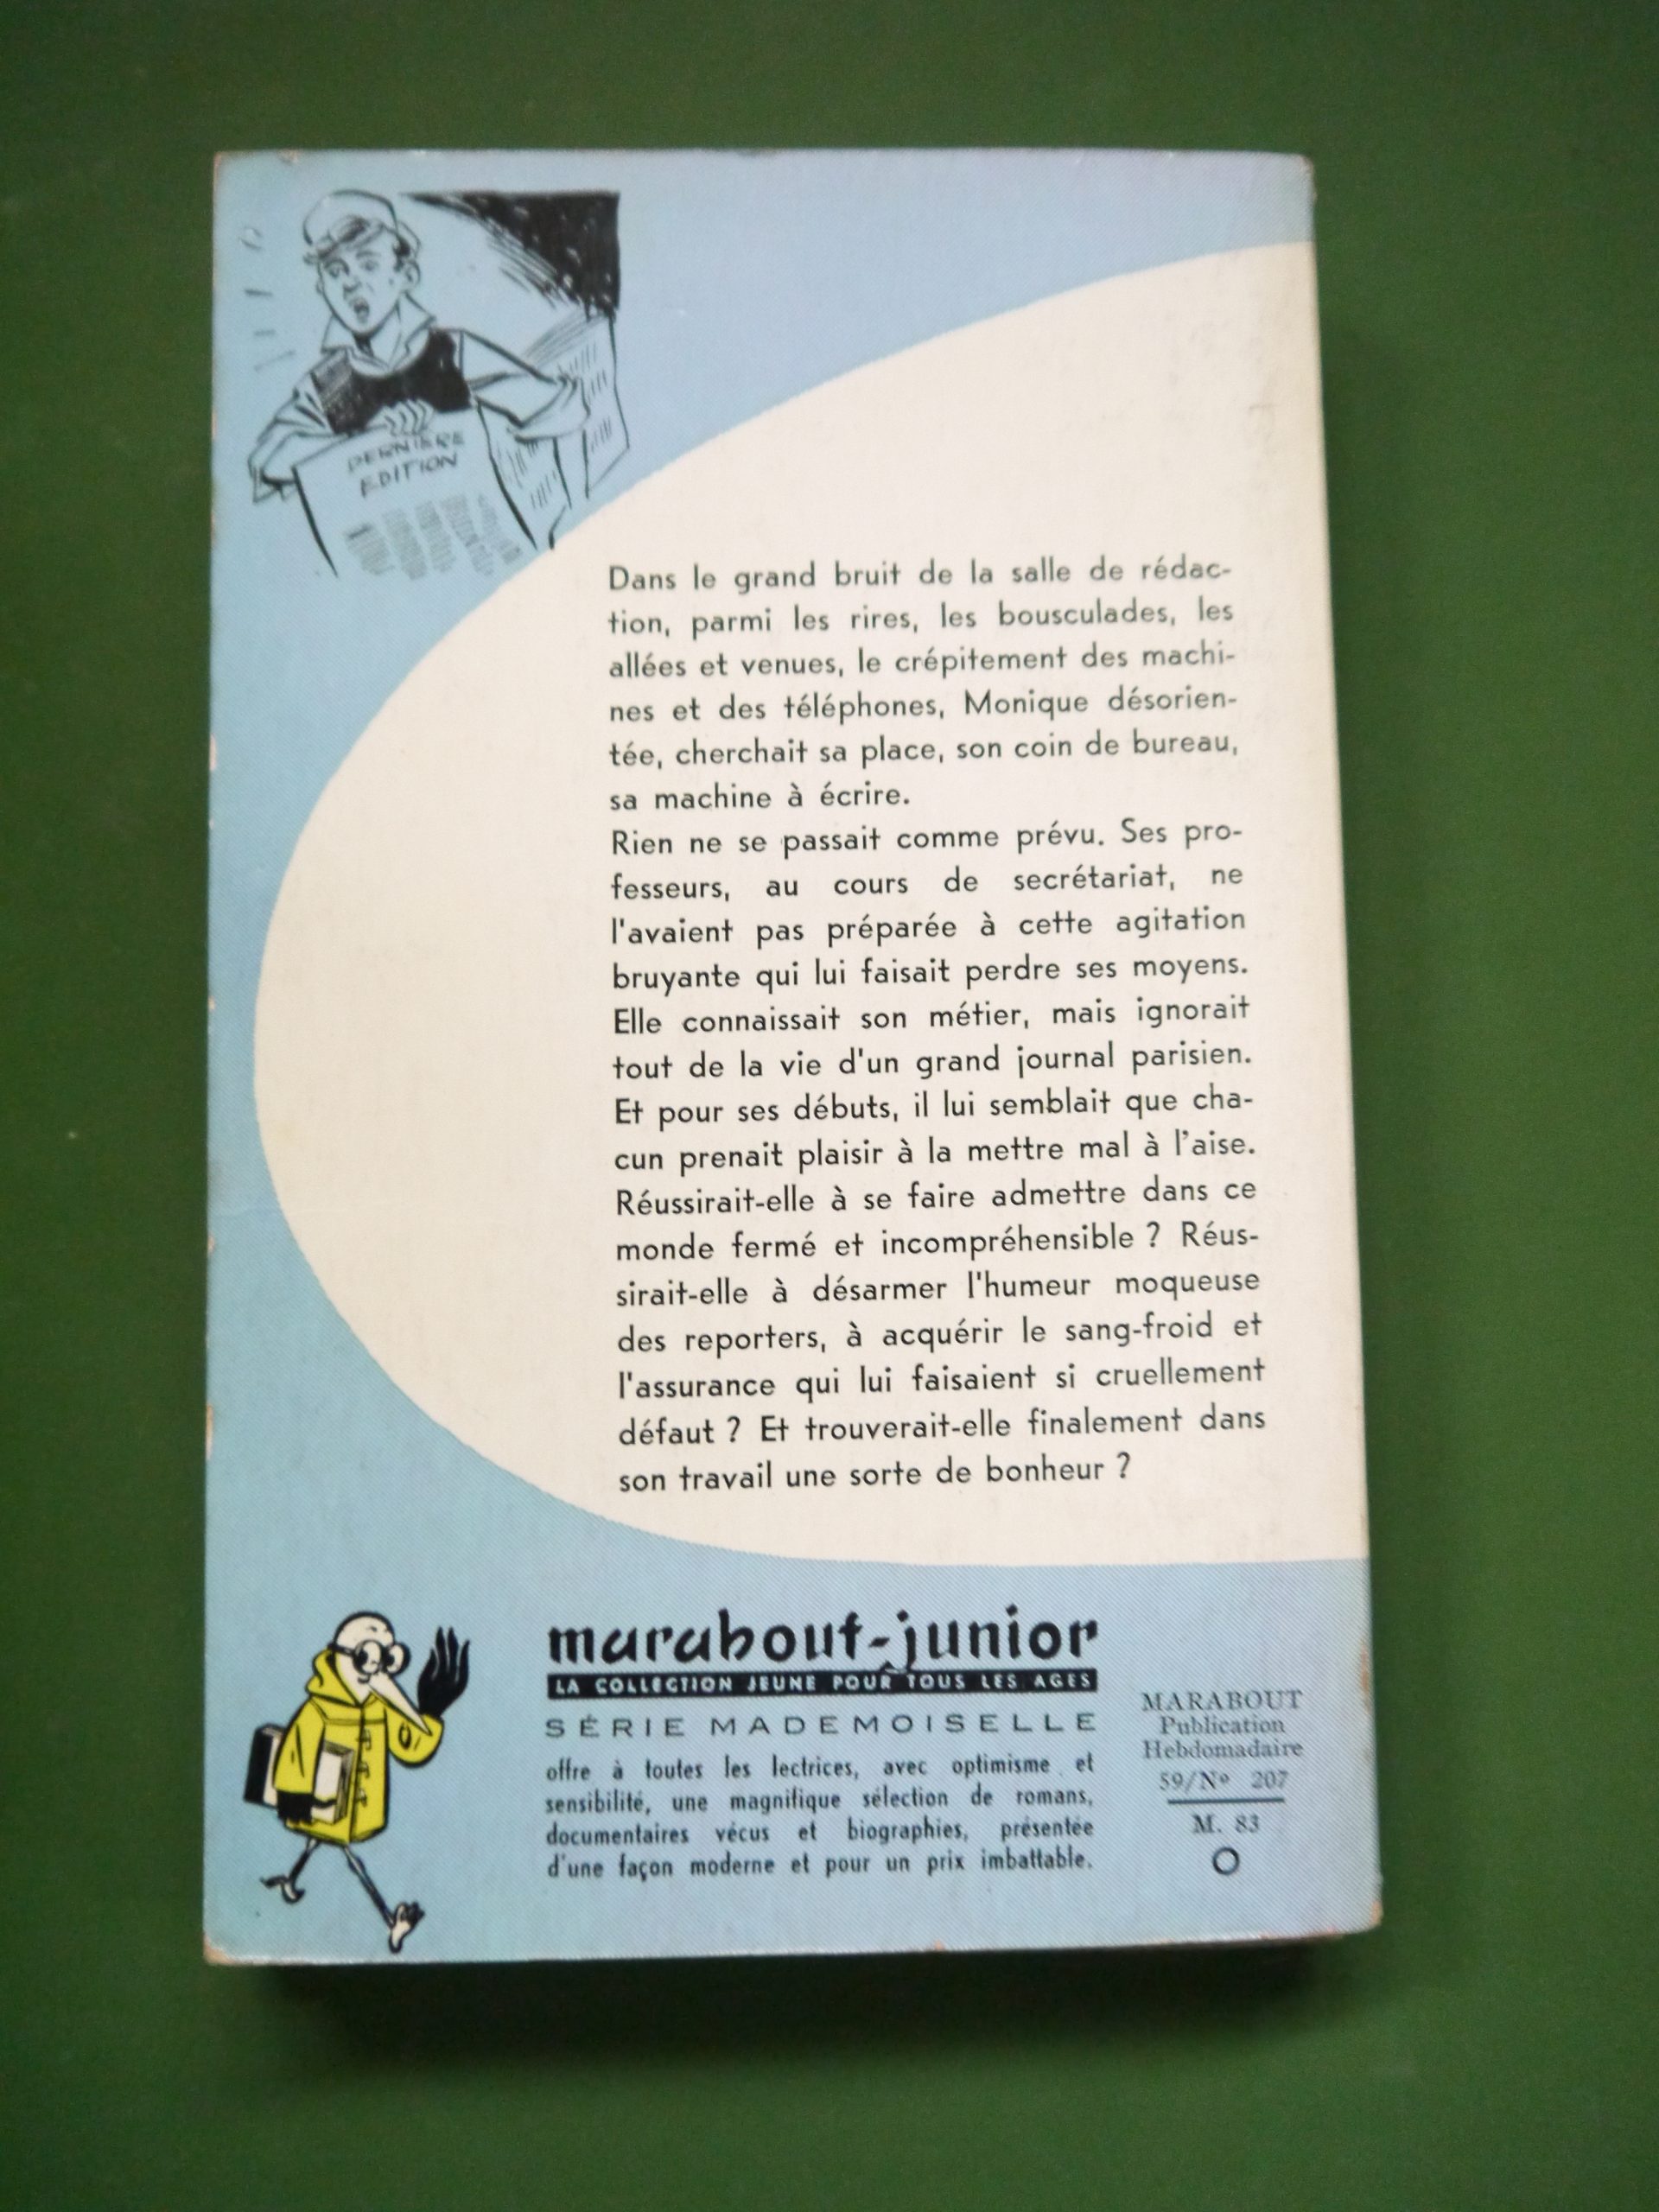 DERNIÈRE
EDITION
Dans le grand bruit de la salle de rédac-
tion, parmi les rires, les bousculades, les
allées et venues, le crépitement des machi-
nes et des téléphones, Monique désorien-
tée, cherchait sa place, son coin de bureau,
sa machine à écrire.
Rien ne se passait comme prévu. Ses pro-
fesseurs, au cours de secrétariat, ne
l'avaient pas préparée à cette agitation
bruyante qui lui faisait perdre ses moyens.
Elle connaissait son métier, mais ignorait
tout de la vie d'un grand journal parisien.
Et pour ses débuts, il lui semblait que cha-
cun prenait plaisir à la mettre mal à l'aise.
Réussirait-elle à se faire admettre dans ce
monde fermé et incompréhensible ? Réus-
sirait-elle à désarmer l'humeur moqueuse
des reporters, à acquérir le sang-froid et
l'assurance qui lui faisaient si cruellement
défaut ? Et trouverait-elle finalement dans
son travail une sorte de bonheur ?
marabout-junior
LA COLLECTION JEUNE POUR TOUS LES AGES
SÉRIE MADEMOISELLE
offre à toutes les lectrices, avec optimisme et
sensibilité, une magnifique sélection de romans,
documentaires vécus et biographies, présentée
d'une façon moderne et pour un prix imbattable.
MARABOUT
Publication
Hebdomadaire
59/Nº 207
M. 83
O